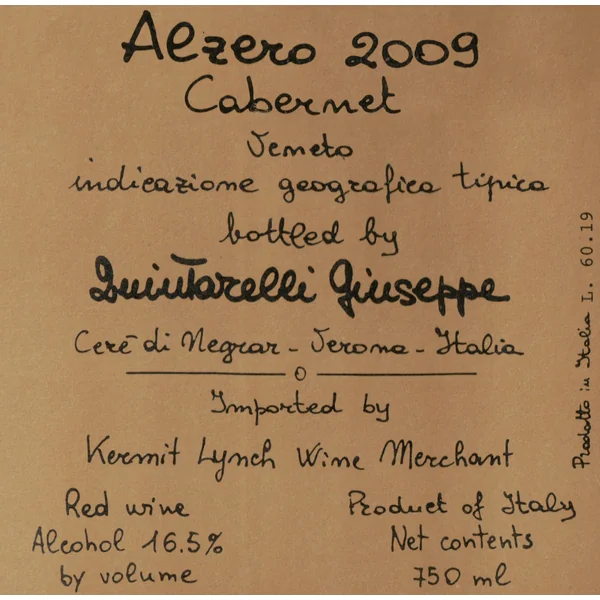 Alzero 2009
Cabernet
Veneto
indicazione geografica tipica
bottled by
Quintarelli Giuseppe
Cerè di Negrar - Verona - Italia
Imported by
Kermit Lynch Wine Merchant
Red wine
Alcohol 16.5%
by volume
Product of Italy
Net contents
750 ml
Prodotto in Italia L. 60.19